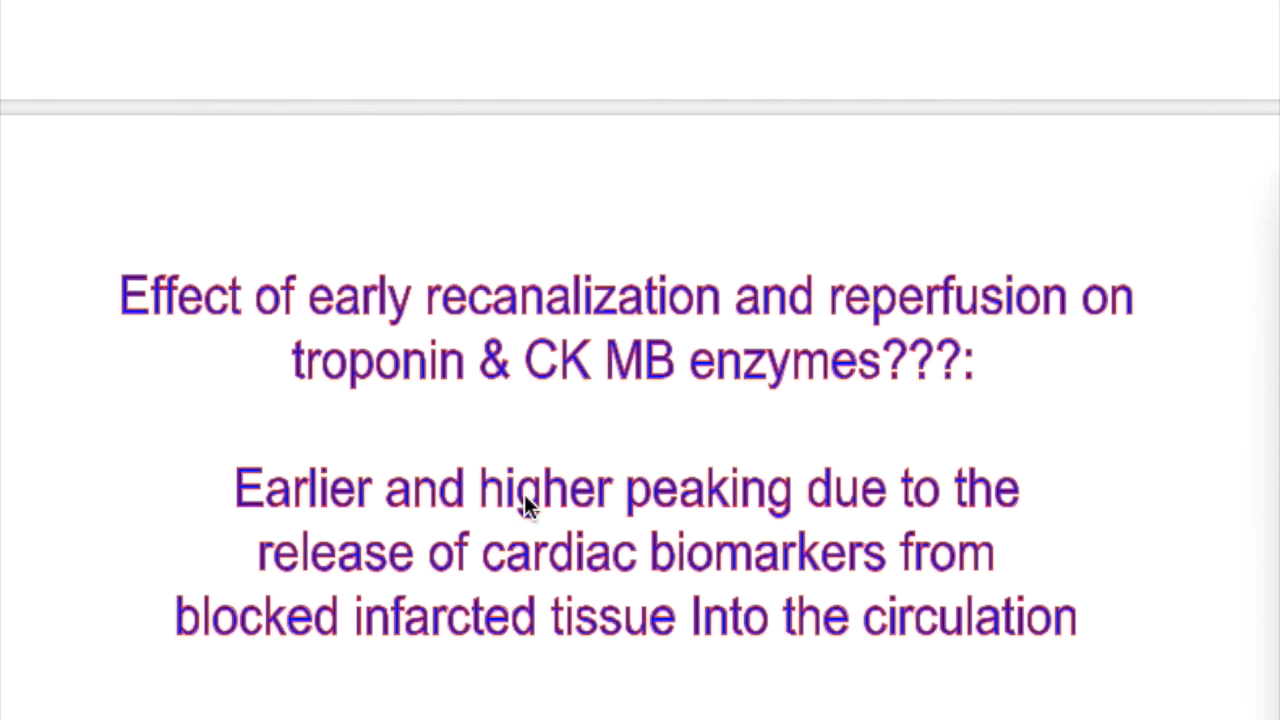 Effect of early recanalization and reperfusion on
troponin & CK MB enzymes???:
Earlier and higher peaking due to the
release of cardiac biomarkers from
blocked infarcted tissue Into the circulation